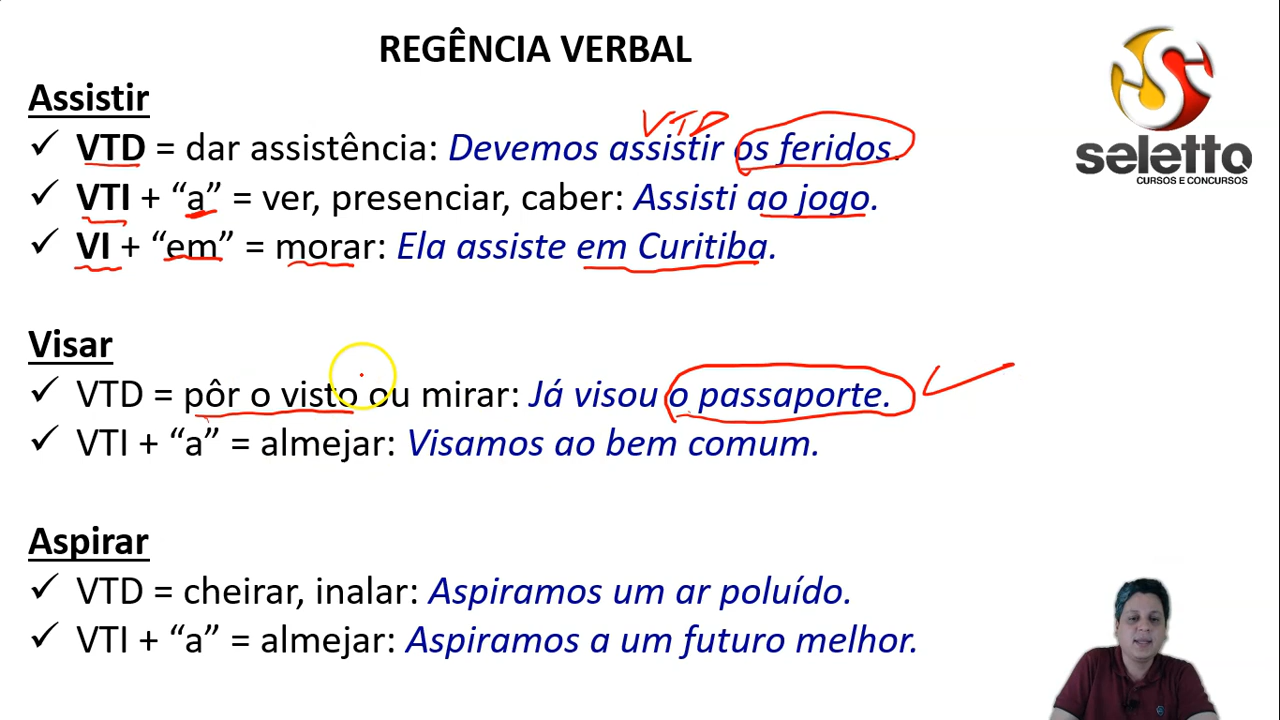 REGÊNCIA VERBAL
Assistir
VTD
✓ VTD = dar assistência: Devemos assistir os feridos.
✓ VTI + “a” = ver, presenciar, caber: Assisti ao jogo.
✓ VI + “em” = morar: Ela assiste em Curitiba.
Visar
✓ VTD = pôr o visto ou mirar: Já visou o passaporte.
✓ VTI + “a” = almejar: Visamos ao bem comum.
Aspirar
✓ VTD = cheirar, inalar: Aspiramos um ar poluído.
✓ VTI + “a” = almejar: Aspiramos a um futuro melhor.
seletto
CURSOS E CONCURSOS